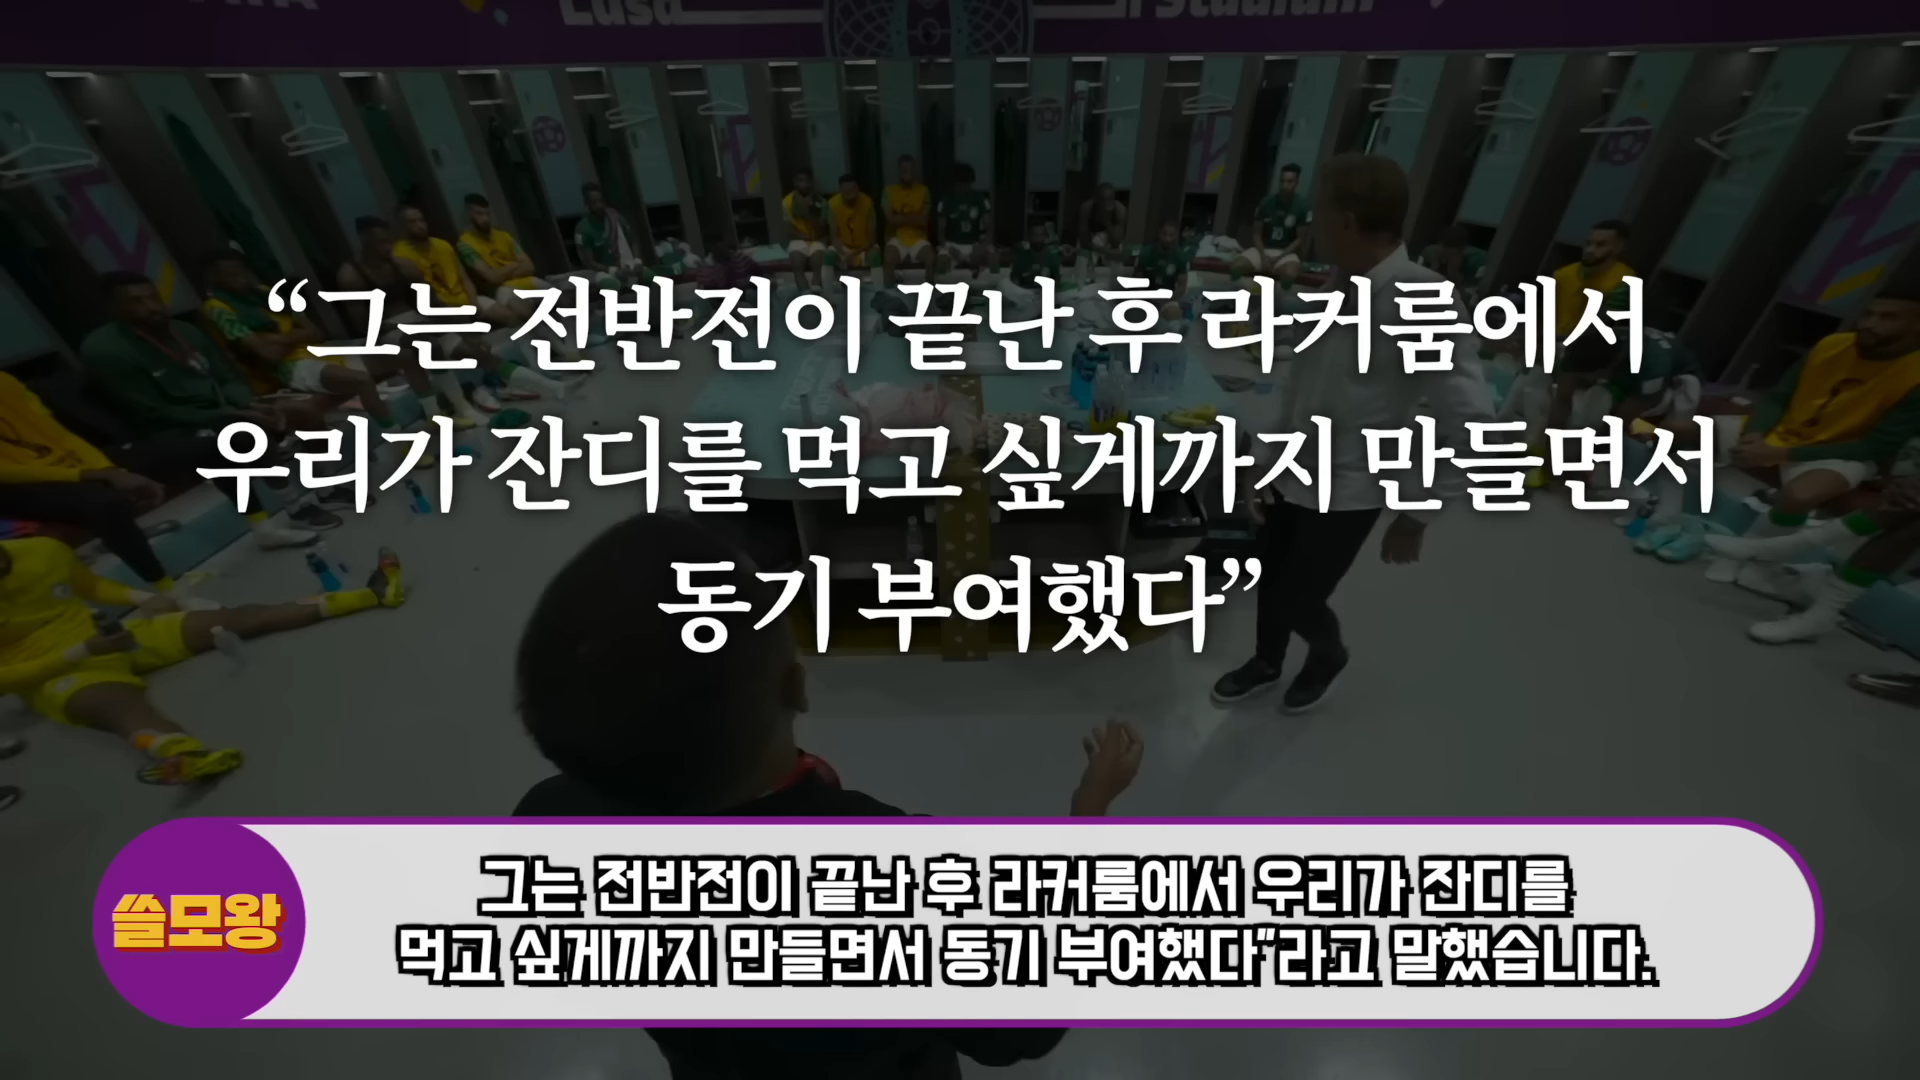 Stadium
“그는 전반전이 끝난 후 라커룸에서
우리가 잔디를 먹고 싶게까지 만들면서
동기 부여했다”
쓸모왕
그는 전반전이 끝난 후 라커룸에서 우리가 잔디를
먹고 싶게까지 만들면서 동기 부여했다"라고 말했습니다.